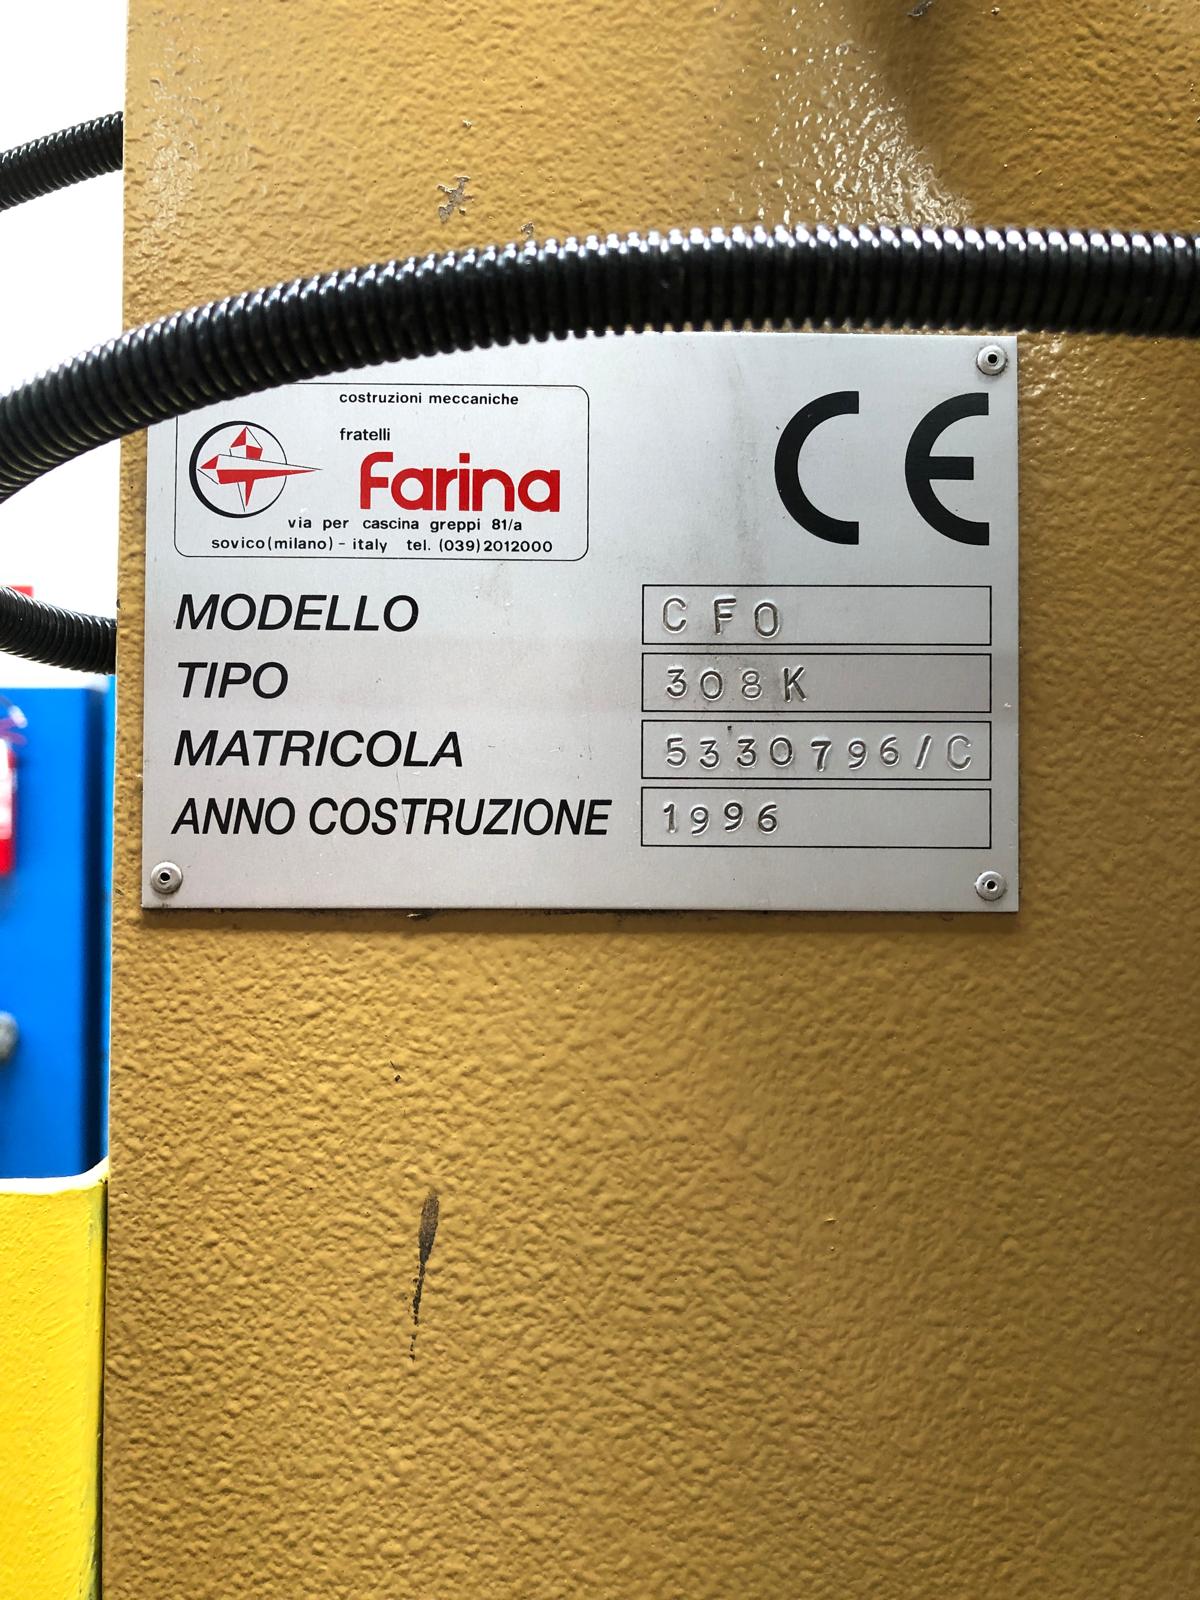 costruzioni meccaniche
fratelli
Farina
via per cascina greppi 81/a
sovico (milano) - italy tel. (039) 2012000
CE
MODELLO CFO
TIPO 308K
MATRICOLA 5330796/C
ANNO COSTRUZIONE 1996